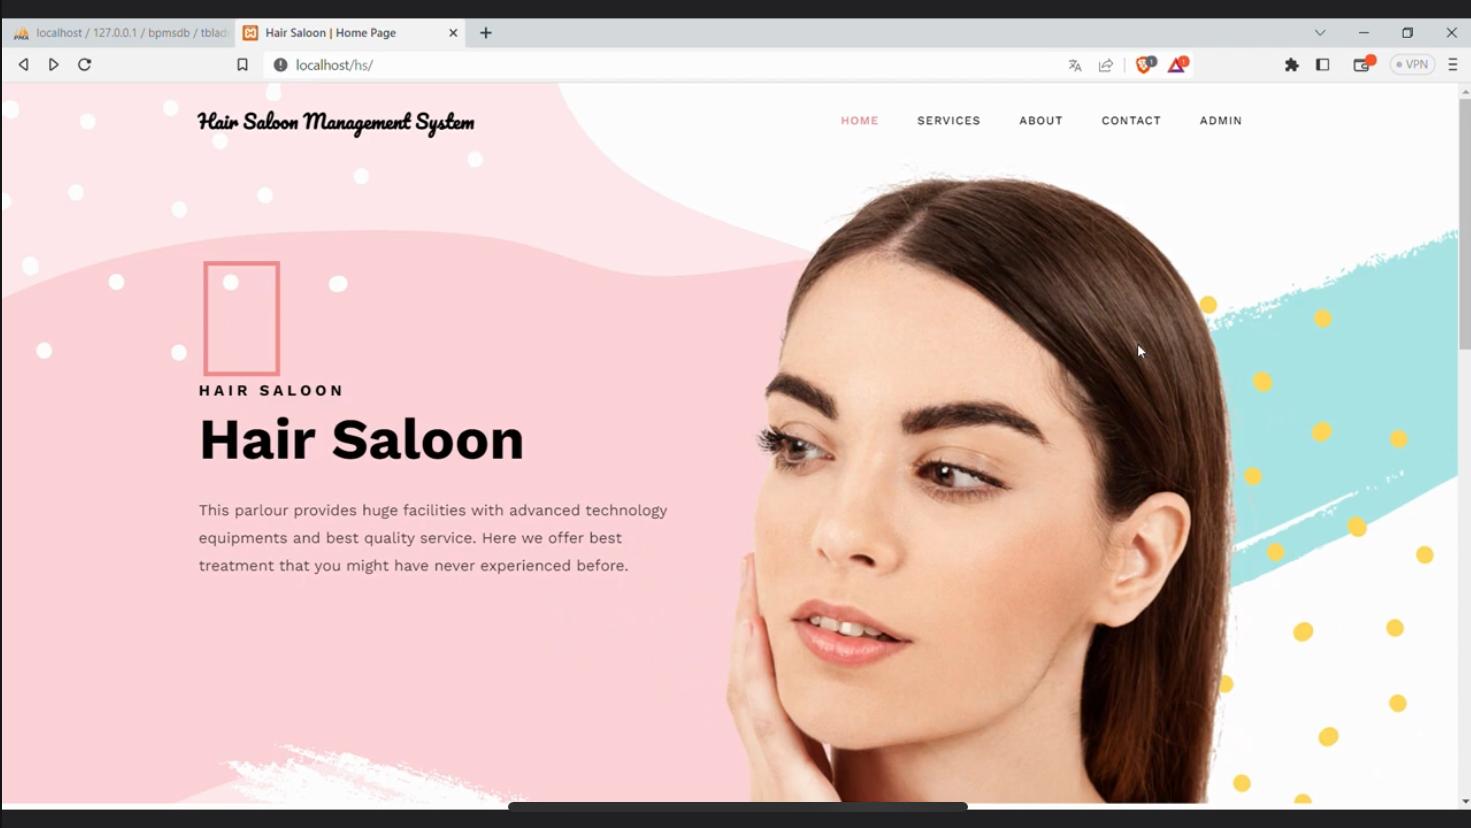 localhost / 127.0.0.1 / bpmsdb / tblad
Hair Saloon | Home Page
localhost/hs/
1
1
VPN
Hair Saloon Management System
HOME SERVICES ABOUT CONTACT ADMIN
HAIR SALOON
Hair Saloon
This parlour provides huge facilities with advanced technology
equipments and best quality service. Here we offer best
treatment that you might have never experienced before.